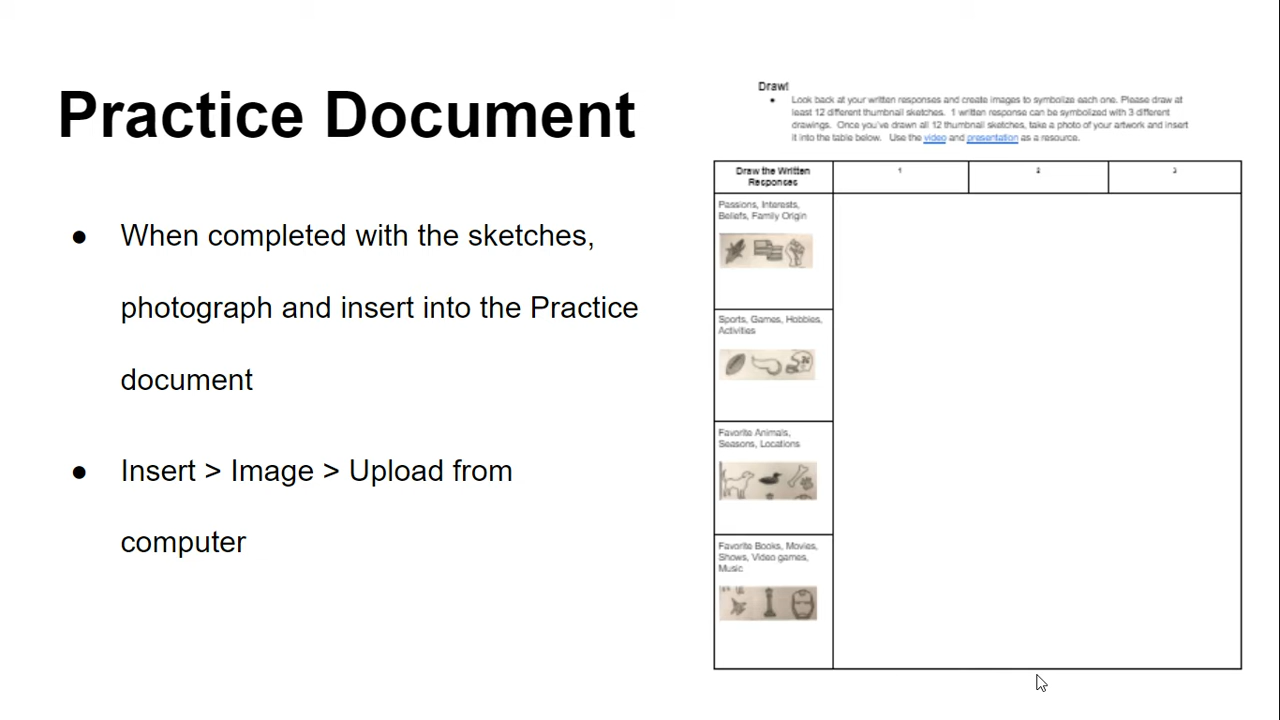 Practice Document
● When completed with the sketches,
photograph and insert into the Practice
document
● Insert > Image > Upload from
computer
Draw!
● Look back at your written responses and create images to symbolize each one. Please draw at
least 12 different thumbnail sketches. 1 written response can be symbolized with 3 different
drawings. Once you've drawn all 12 thumbnail sketches, take a photo of your artwork and insert
it into the table below. Use the video and presentation as a resource.
Draw the Written
Responses
1
2
3
Passions, Interests,
Beliefs, Family Origin
Sports, Games, Hobbies,
Activities
Favorite Animals,
Seasons, Locations
Favorite Books, Movies,
Shows, Video games,
Music